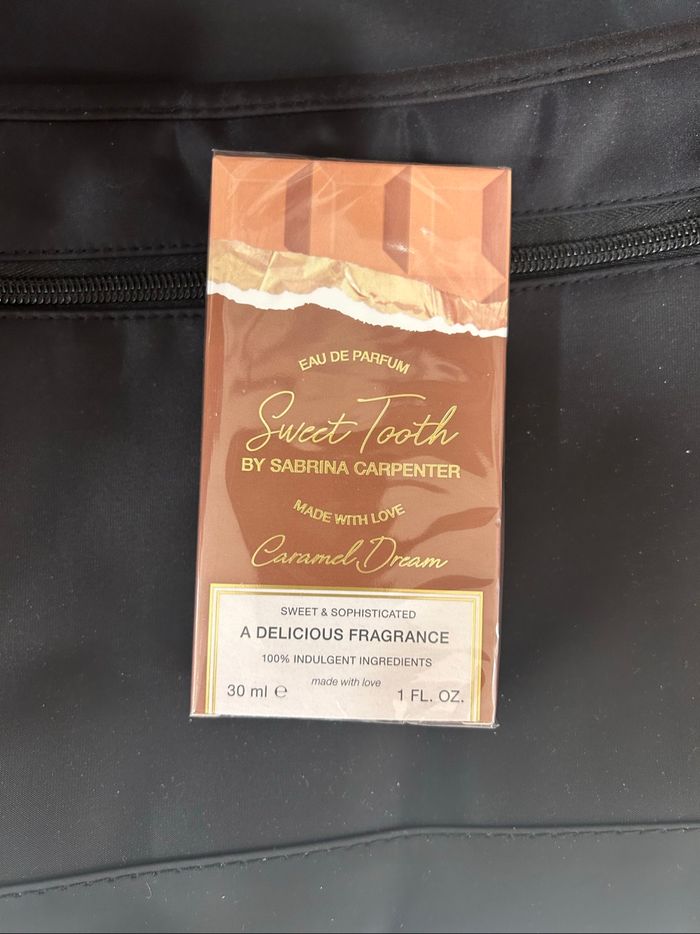 EAU DE PARFUM
Sweet Tooth
BY SABRINA CARPENTER
MADE WITH LOVE
Caramel Dream
SWEET & SOPHISTICATED
A DELICIOUS FRAGRANCE
100% INDULGENT INGREDIENTS
made with love
30 ml ℮ 1 FL. OZ.